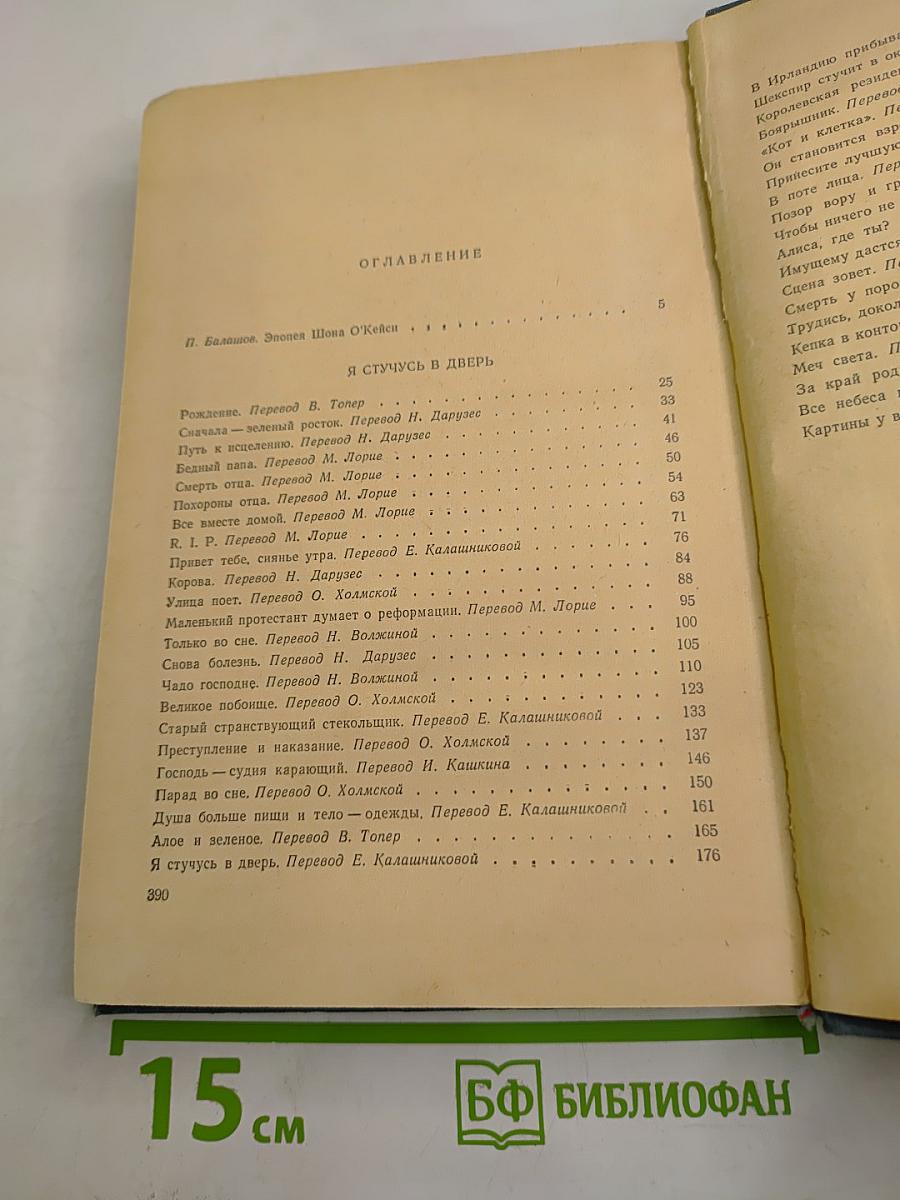 ОГЛАВЛЕНИЕ
П. Балашов. Эпопея Шона О'Кейси . . . . . . . . . . . . . . 5
Я СТУЧУСЬ В ДВЕРЬ
Рождение. Перевод В. Топер . . . . . . . . . . . . . . 25
Сначала — зеленый росток. Перевод Н. Дарузес . . . . . . . . . 33
Путь к исцелению. Перевод Н. Дарузес . . . . . . . . . . . 41
Бедный папа. Перевод М. Лорие . . . . . . . . . . . . . 46
Смерть отца. Перевод М. Лорие . . . . . . . . . . . . . 50
Похороны отца. Перевод М. Лорие . . . . . . . . . . . . . 54
Все вместе домой. Перевод М. Лорие . . . . . . . . . . . . 63
R. I. P. Перевод М. Лорие . . . . . . . . . . . . . . . 71
Привет тебе, сиянье утра. Перевод Е. Калашниковой . . . . . . . 76
Корова. Перевод Н. Дарузес . . . . . . . . . . . . . . 84
Улица поет. Перевод О. Холмской . . . . . . . . . . . . . 88
Маленький протестант думает о реформации. Перевод М. Лорие . . . 95
Только во сне. Перевод Н. Волжиной . . . . . . . . . . . . 100
Снова болезнь. Перевод Н. Дарузес . . . . . . . . . . . . 105
Чадо господне. Перевод Н. Волжиной . . . . . . . . . . . . 110
Великое побоище. Перевод О. Холмской . . . . . . . . . . . 123
Старый странствующий стекольщик. Перевод Е. Калашниковой . . . 133
Преступление и наказание. Перевод О. Холмской . . . . . . . . 137
Господь — судия карающий. Перевод И. Кашкина . . . . . . . . 146
Парад во сне. Перевод О. Холмской . . . . . . . . . . . . 150
Душа больше пищи и тело — одежды. Перевод Е. Калашниковой . . 161
Алое и зеленое. Перевод В. Топер . . . . . . . . . . . . . 165
Я стучусь в дверь. Перевод Е. Калашниковой . . . . . . . . . 176
390
В Ирландию
Шекспир стучит в
Королевская
Боярышник.
«Кот и клетка».
Он становится
Принесите лучшую
В поте лица.
Позор вору и
Чтобы ничего не
Алиса, где ты?
Имущему дастся
Сцена зовет.
Смерть у
Трудись,
Кепка в
Меч света.
За край
Все небеса
Картины у
15 см
БФ БИБЛИОФАН